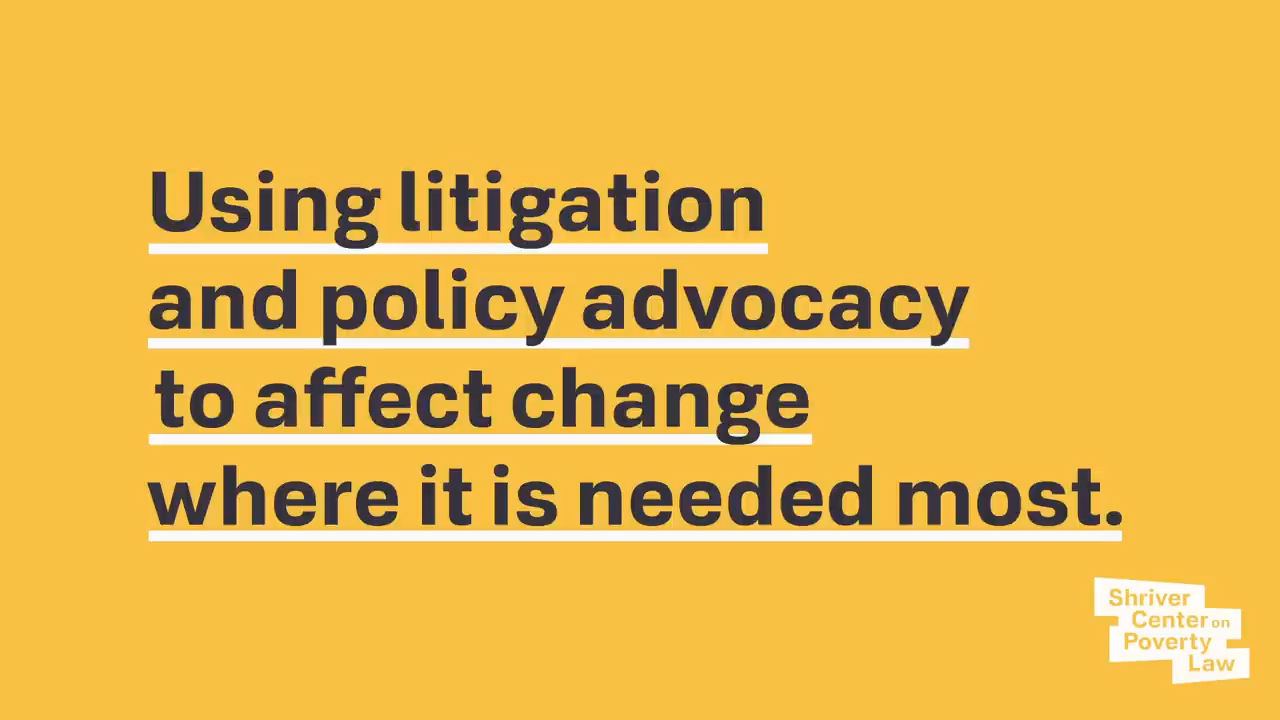 Using litigation
and policy advocacy
to affect change
where it is needed most.
Shriver
Center on
Poverty
Law